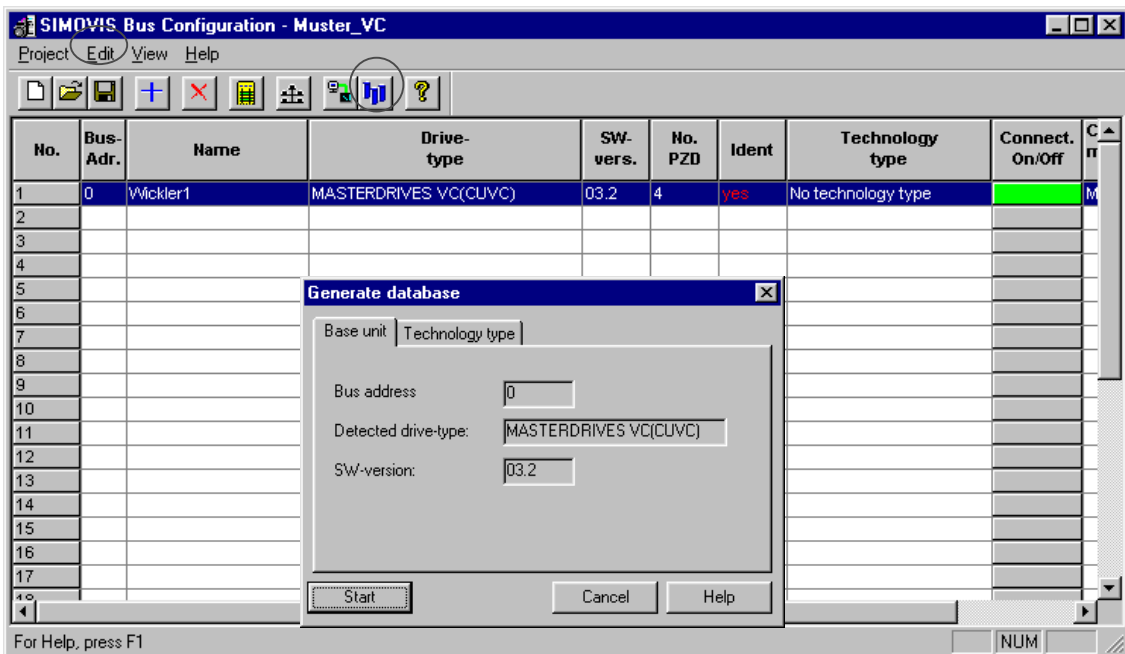 SIMOVIS Bus Configuration - Muster_VC
Project Edit View Help
No. Bus-Adr. Name Drive-type SW-vers. No. PZD Ident Technology type Connect. On/Off
1 0 Wickler1 MASTERDRIVES VC(CUVC) 03.2 4 yes No technology type M
2
3
4
5
6
7
8
9
10
11
12
13
14
15
16
17
Generate database
Base unit Technology type
Bus address 0
Detected drive-type: MASTERDRIVES VC(CUVC)
SW-version: 03.2
Start Cancel Help
For Help, press F1 NUM